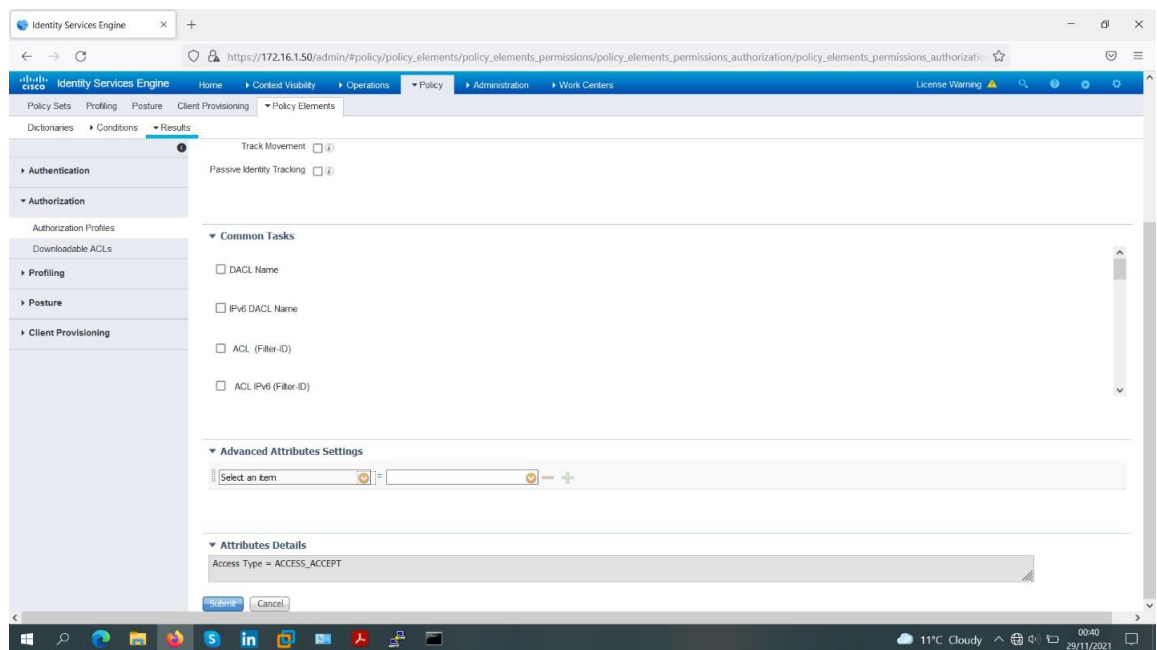 Identity Services Engine
https://172.16.1.50/admin/#policy/policy_elements/policy_elements_permissions/policy_elements_permissions_authorization/policy_elements_permissions_authorizatio
cisco Identity Services Engine Home Context Visibility Operations Policy Administration Work Centers License Warning
Policy Sets Profiling Posture Client Provisioning Policy Elements
Dictionaries Conditions Results
Track Movement
Passive Identity Tracking
Authentication
Authorization
Authorization Profiles
Downloadable ACLs
Profiling
Posture
Client Provisioning
Common Tasks
DACL Name
IPv6 DACL Name
ACL (Filter-ID)
ACL IPv6 (Filter-ID)
Advanced Attributes Settings
Select an item =
Attributes Details
Access Type = ACCESS_ACCEPT
Submit Cancel
11°C Cloudy 00:40
29/11/2021